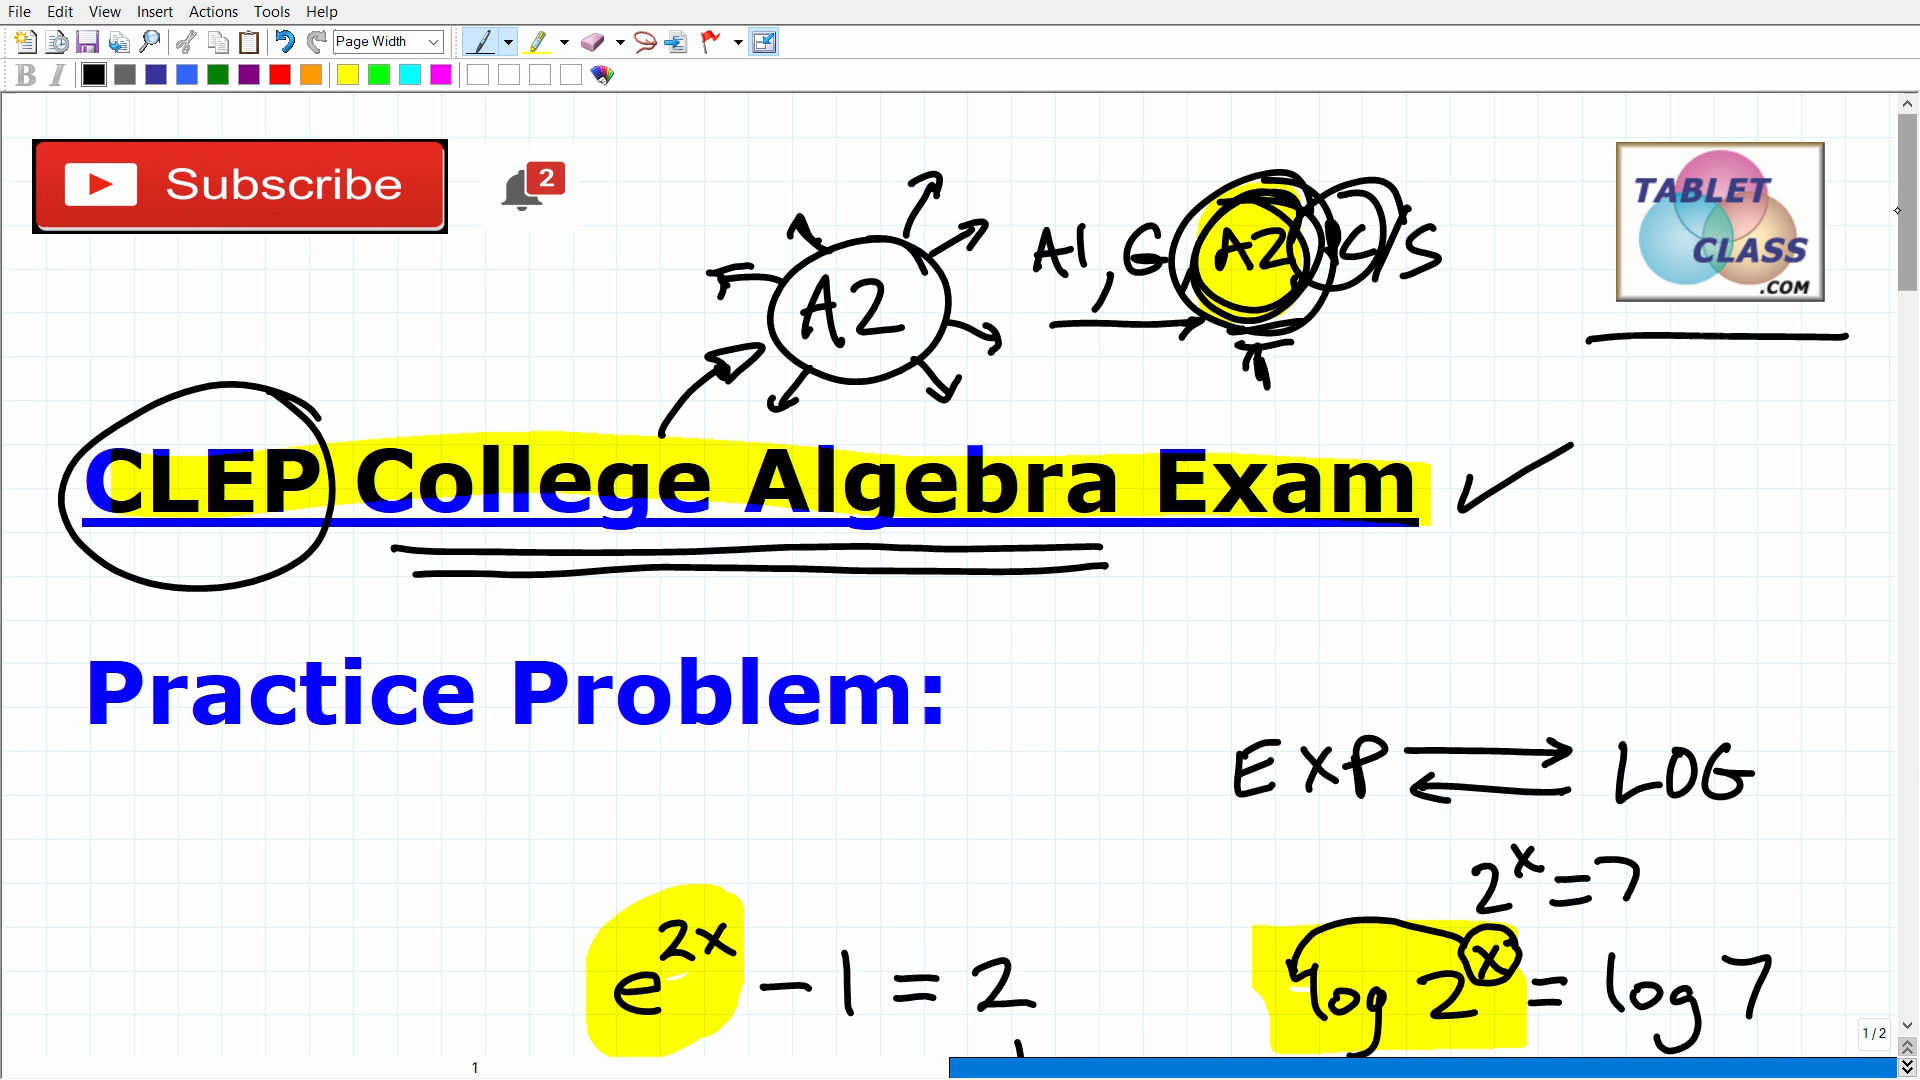 File Edit View Insert Actions Tools Help
Page Width
B I
Subscribe
2
A2
A1, G A2 C/S
TABLET
CLASS
.COM
CLEP College Algebra Exam
Practice Problem:
EXP LOG
2^x=7
e^2x - 1 = 2
log 2^x = log 7
1 / 2
1